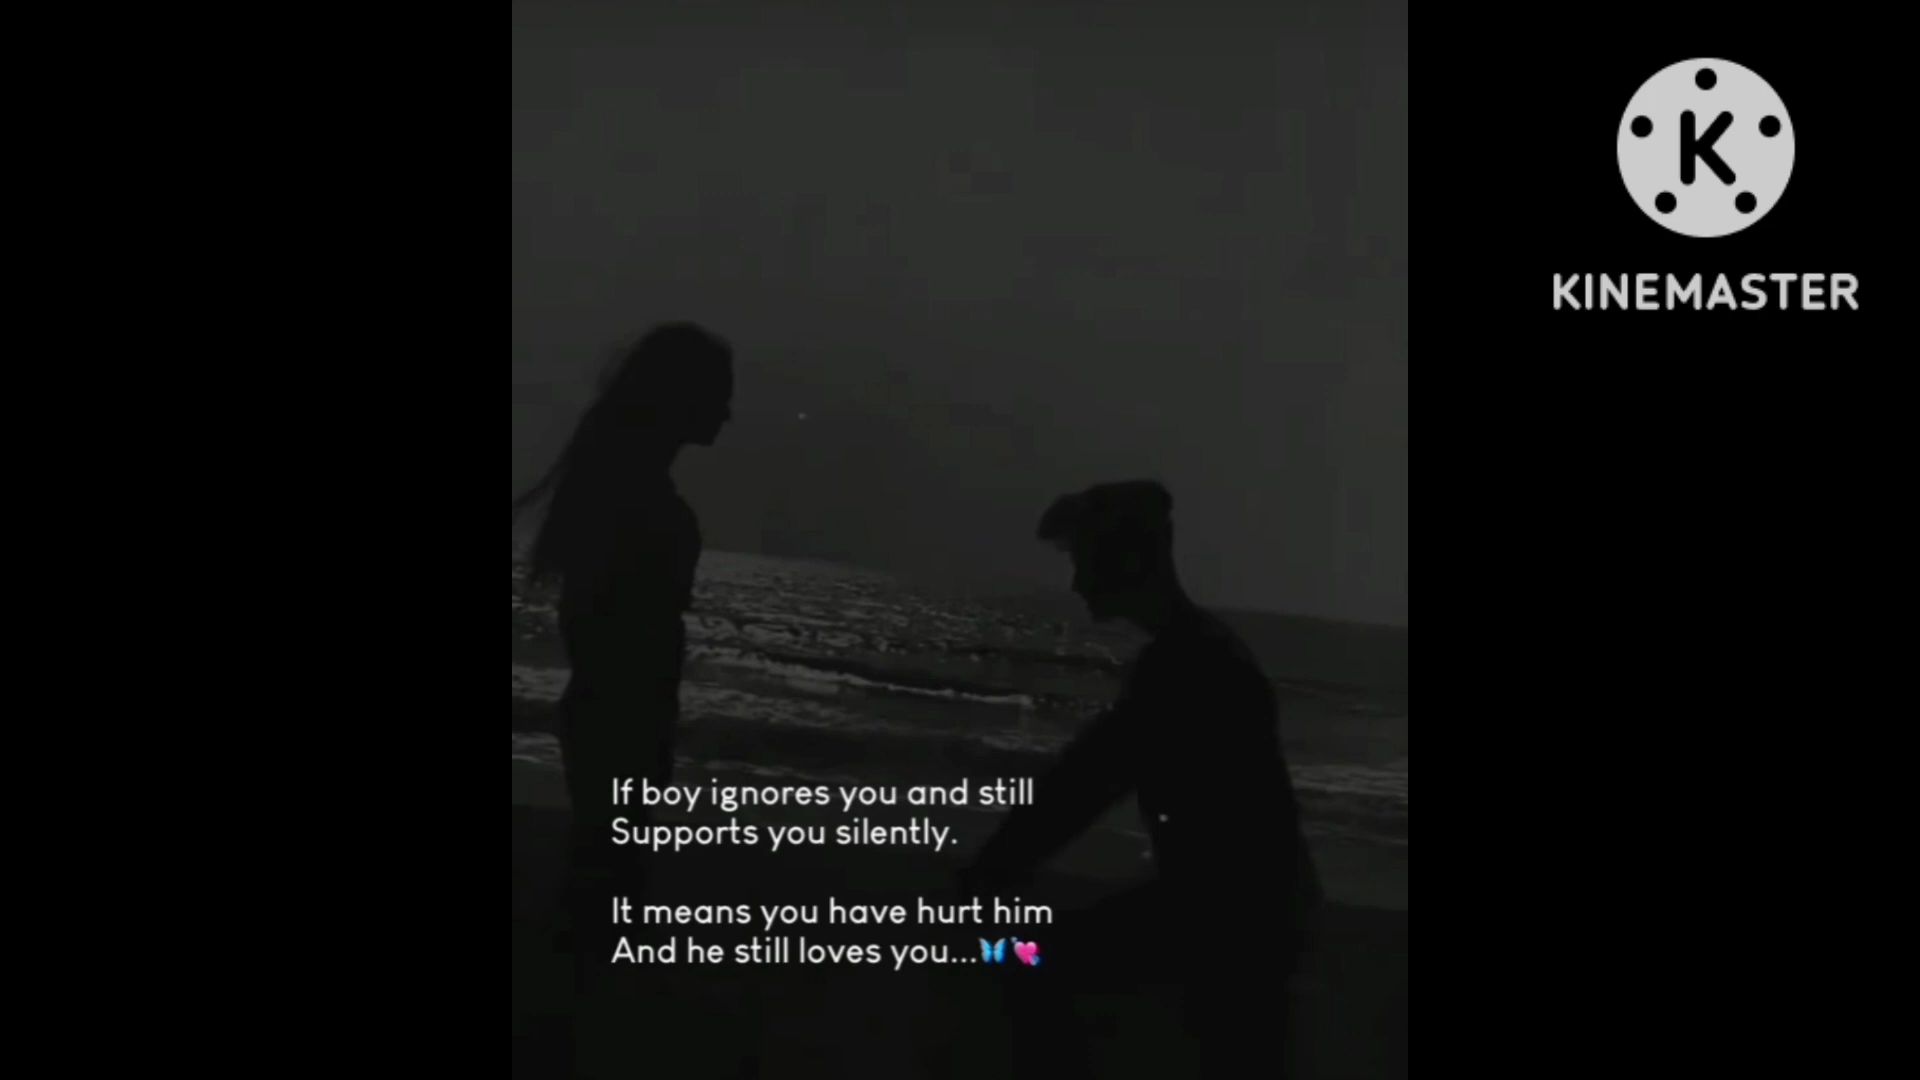 If boy ignores you and still
Supports you silently.
It means you have hurt him
And he still loves you...🦋💘
K
KINEMASTER